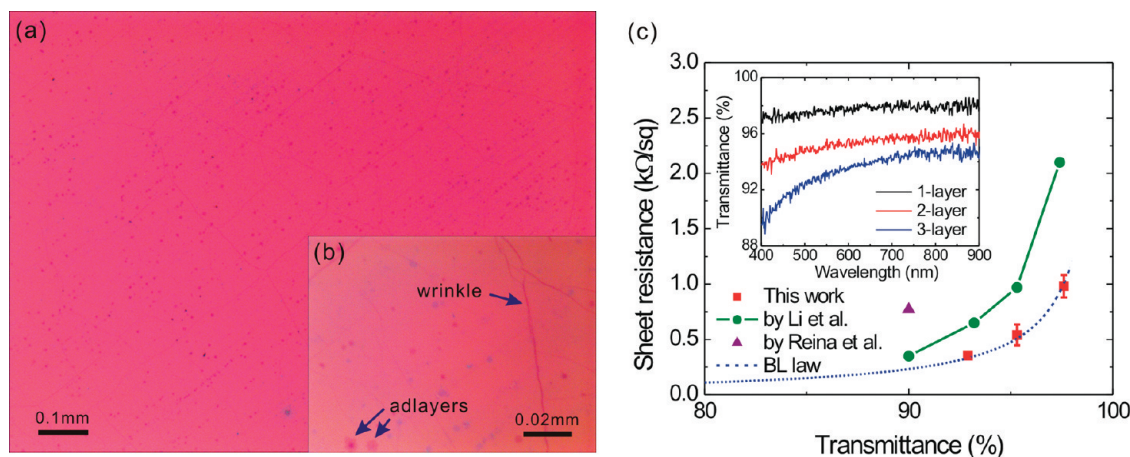 (a)
0.1mm
(b)
wrinkle
adlayers
0.02mm
(c)
Sheet resistance (kΩ/sq)
3.0
2.5
2.0
1.5
1.0
0.5
0.0
80
90
100
Transmittance (%)
Transmittance (%)
100
96
92
88
400 500 600 700 800 900
Wavelength (nm)
1-layer
2-layer
3-layer
This work
by Li et al.
by Reina et al.
BL law